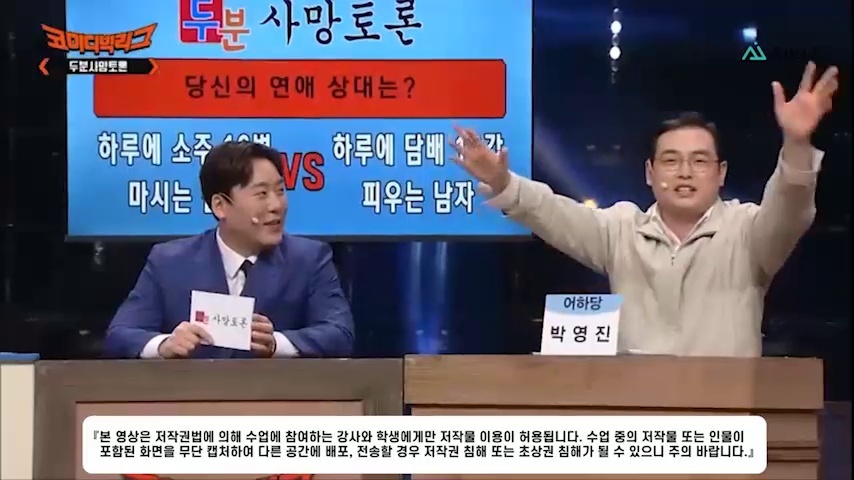 코미디빅리그
두분사망토론
두분 사망토론
당신의 연애 상대는?
하루에 소주
마시는
VS
하루에 담배
피우는 남자
두분 사망토론
어하당
박영진
『본 영상은 저작권법에 의해 수업에 참여하는 강사와 학생에게만 저작물 이용이 허용됩니다. 수업 중의 저작물 또는 인물이
포함된 화면을 무단 캡처하여 다른 공간에 배포, 전송할 경우 저작권 침해 또는 초상권 침해가 될 수 있으니 주의 바랍니다.』